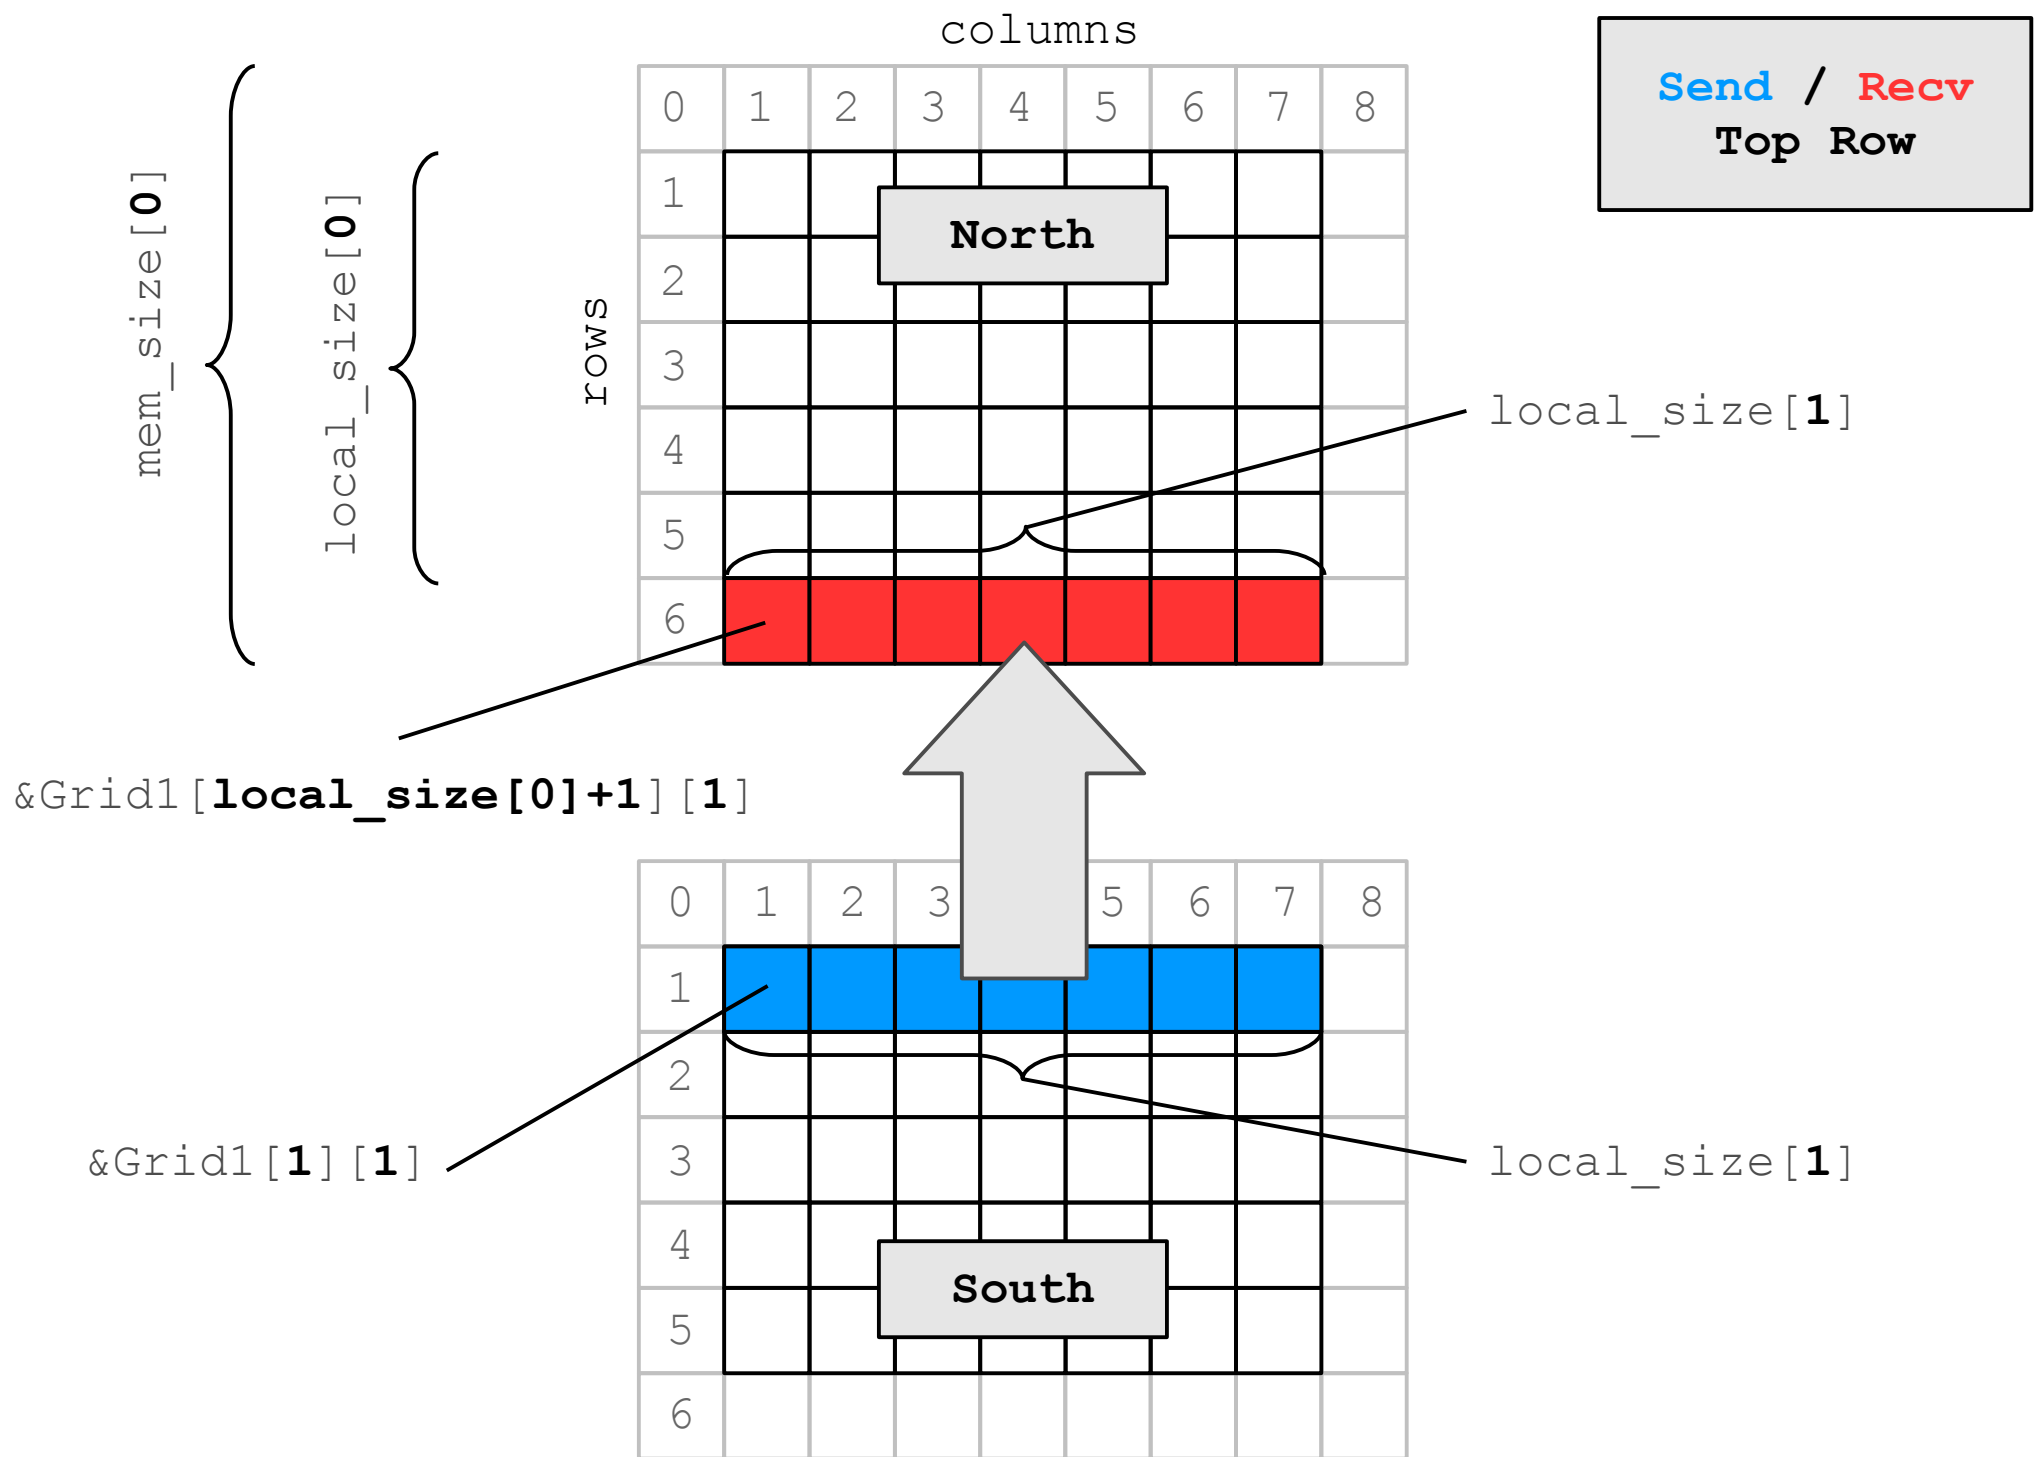 columns
Send / Recv
Top Row
0 1 2 3 4 5 6 7 8
1
North
2
mem_size[0]
local_size[0]
rows
3
local_size[1]
4
5
6
&Grid1[local_size[0]+1][1]
0 1 2 3 5 6 7 8
1
2
&Grid1[1][1]
3
local_size[1]
4
South
5
6